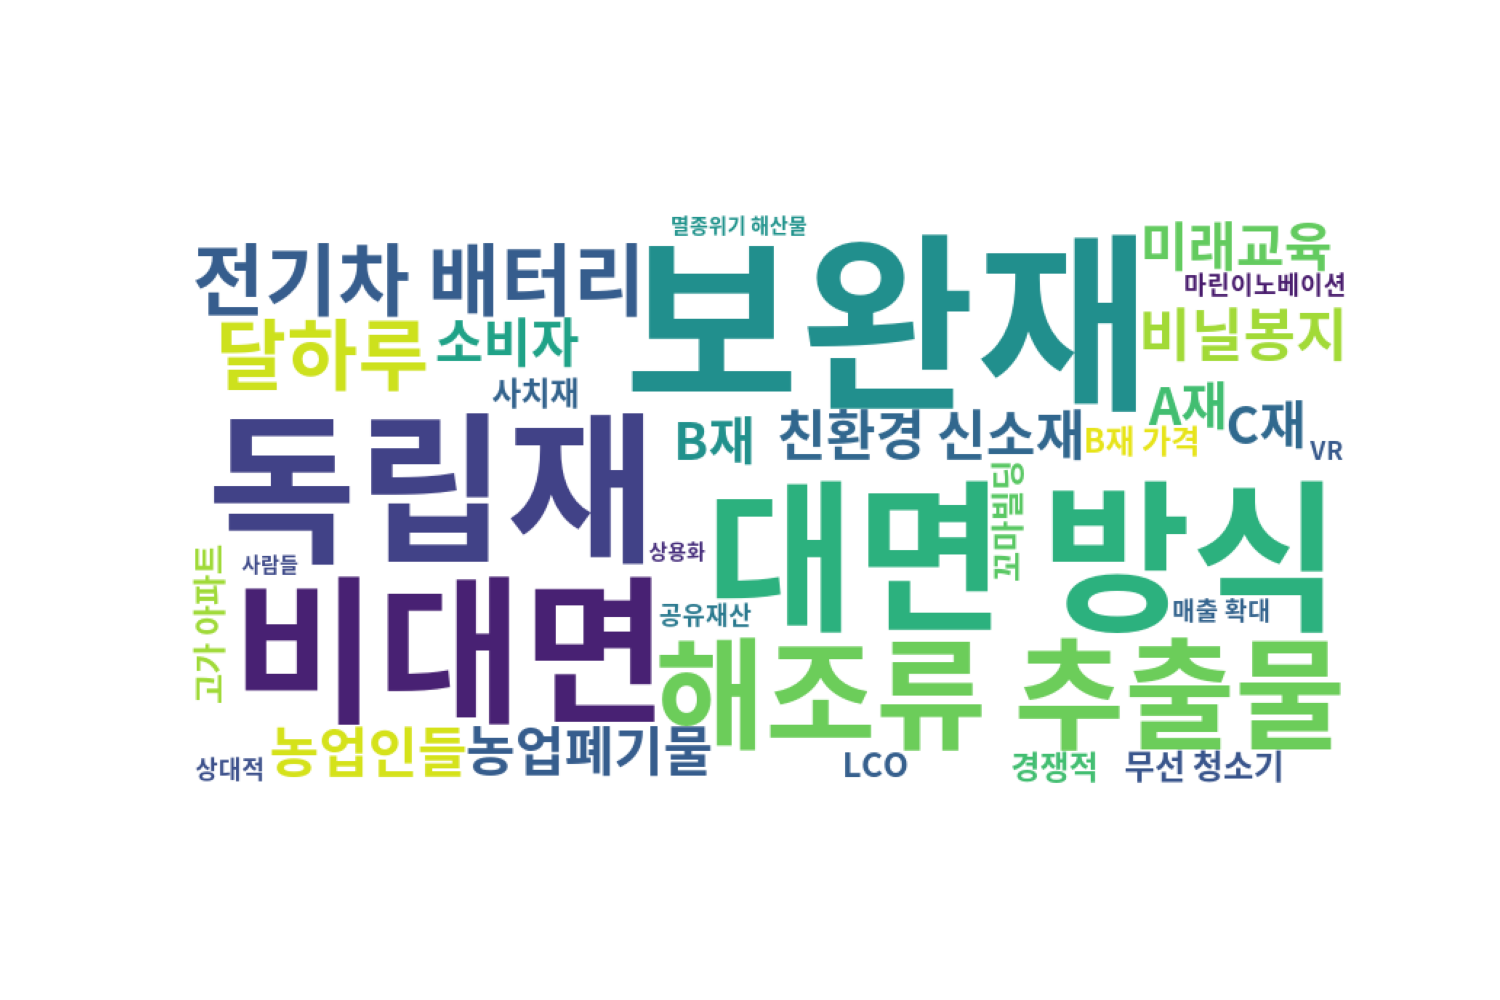 멸종위기 해산물
전기차 배터리
보완재
미래교육
마린이노베이션
달하루
소비자
비닐봉지
사치재
A재
C재
독립재
B재
친환경 신소재
B재 가격
VR
꼬마빌딩
대면 방식
상용화
고가 아파트
사람들
비대면
공유재산
매출 확대
해조류 추출물
농업인들
농업폐기물
상대적
LCO
경쟁적
무선 청소기